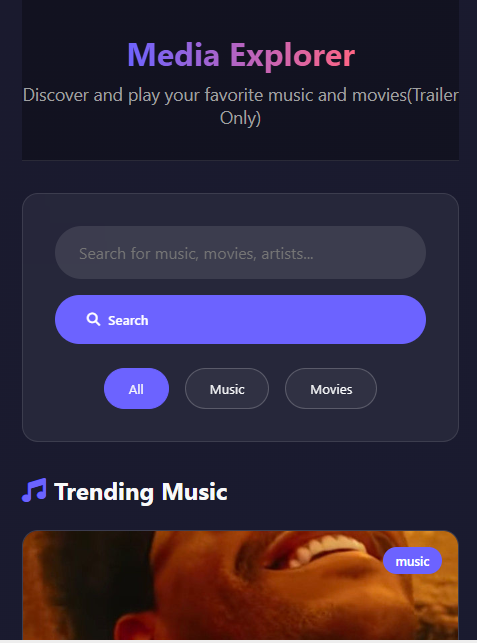 Media Explorer
Discover and play your favorite music and movies(Trailer
Only)
Search for music, movies, artists...
Search
All
Music
Movies
Trending Music
music